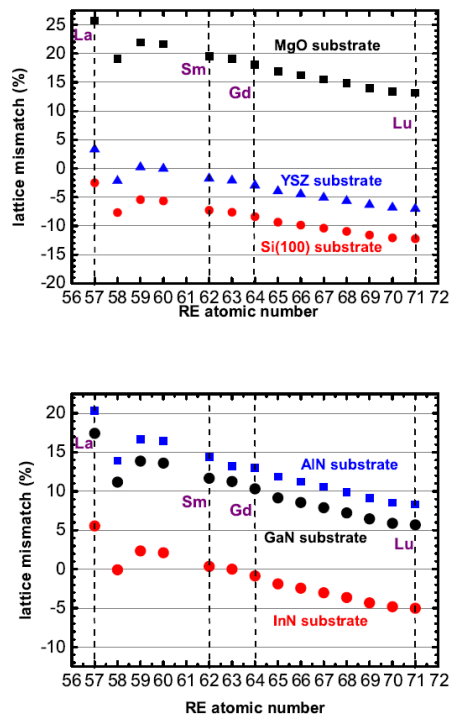 25
20
15
10
5
0
-5
-10
-15
-20
lattice mismatch (%)
La
MgO substrate
Sm
Gd
Lu
YSZ substrate
Si(100) substrate
56 57 58 59 60 61 62 63 64 65 66 67 68 69 70 71 72
RE atomic number
20
15
10
5
0
-5
-10
lattice mismatch (%)
La
AlN substrate
Sm
Gd
GaN substrate
Lu
InN substrate
56 57 58 59 60 61 62 63 64 65 66 67 68 69 70 71 72
RE atomic number